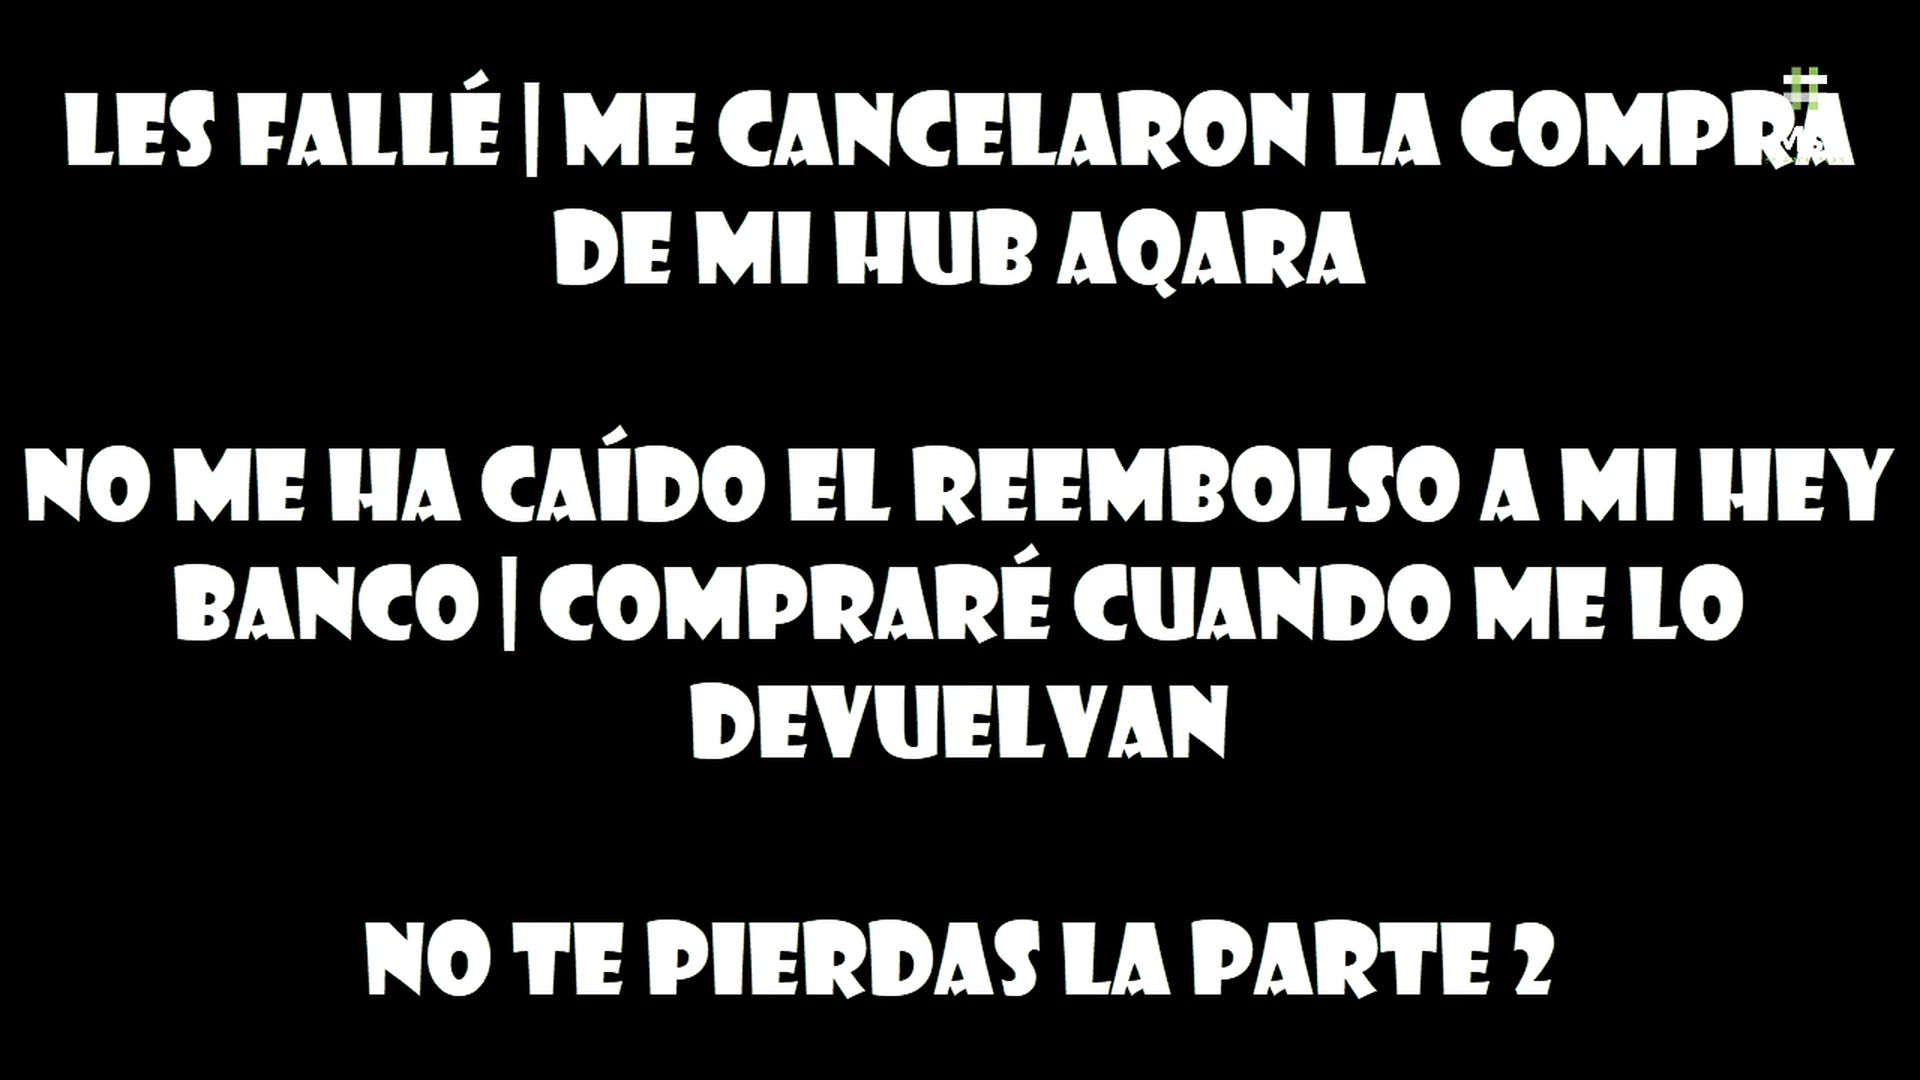 LES FALLÉ | ME CANCELARON LA COMPRA
DE MI HUB AQARA
NO ME HA CAÍDO EL REEMBOLSO A MI HEY
BANCO | COMPRARÉ CUANDO ME LO
DEVUELVAN
NO TE PIERDAS LA PARTE 2